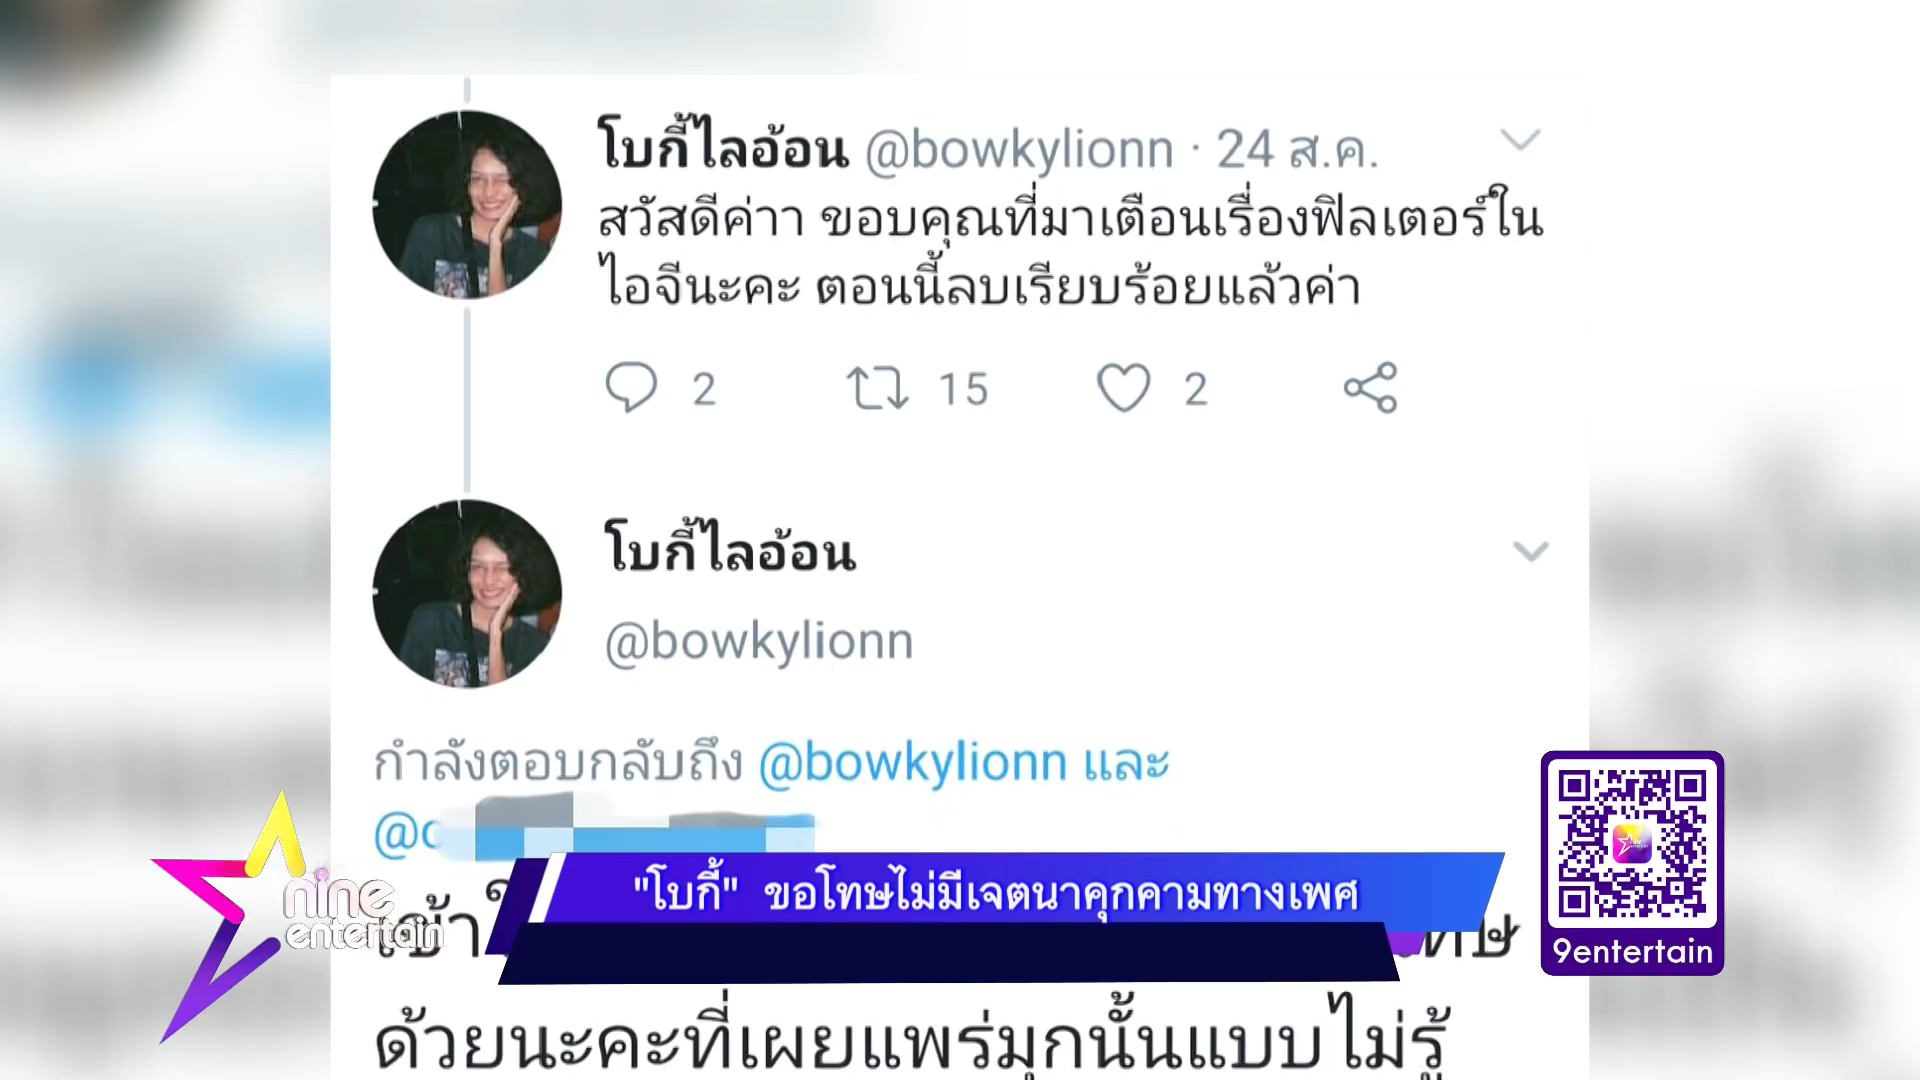 โบกี้ไลอ้อน @bowkylionn · 24 ส.ค.
สวัสดีค่าา ขอบคุณที่มาเตือนเรื่องฟิลเตอร์ใน
ไอจีนะคะ ตอนนี้ลบเรียบร้อยแล้วค่า
2 15 2
โบกี้ไลอ้อน
@bowkylionn
กำลังตอบกลับถึง @bowkylionn และ
"โบกี้" ขอโทษไม่มีเจตนาคุกคามทางเพศ
nine
entertain
9entertain
ด้วยนะคะที่เผยแพร่มุกนั้นแบบไม่รู้